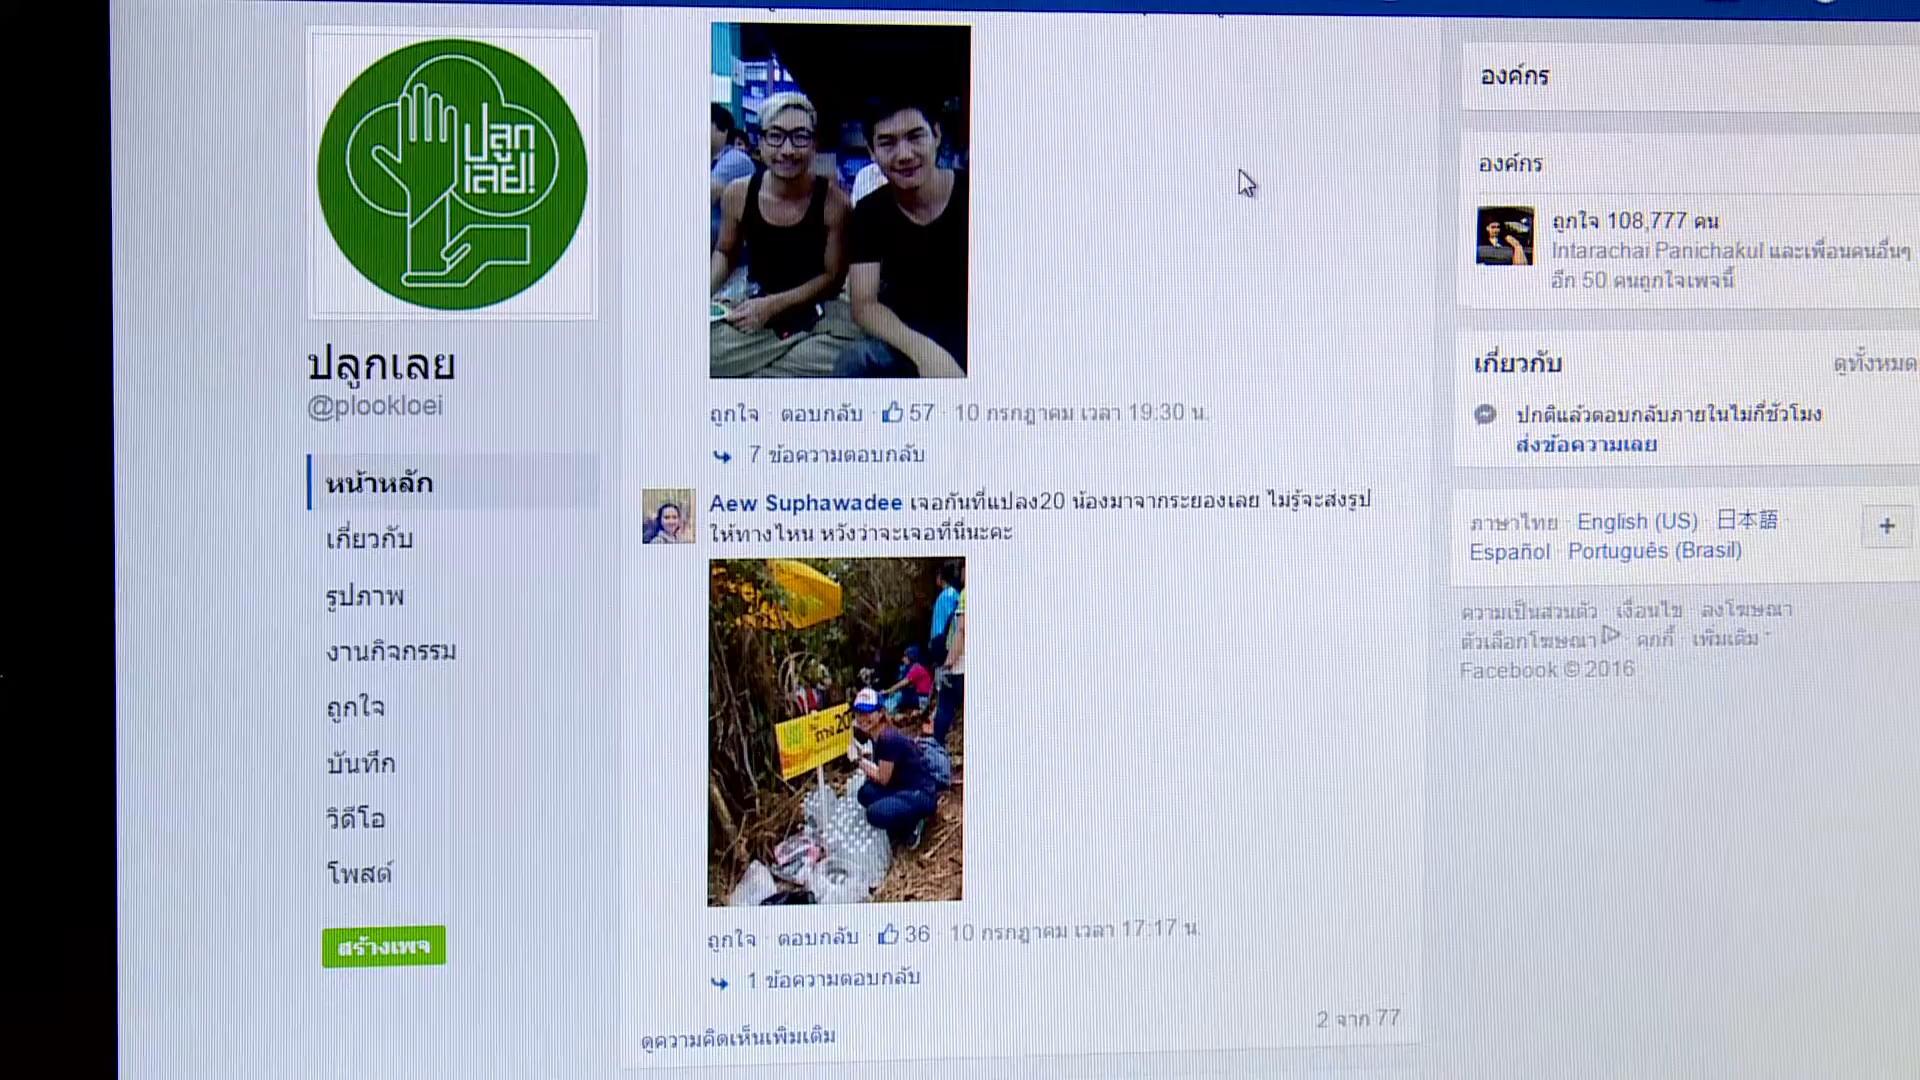 ปลูก
เลย!
ปลูกเลย
@plookloei
หน้าหลัก
เกี่ยวกับ
รูปภาพ
งานกิจกรรม
ถูกใจ
บันทึก
วิดีโอ
โพสต์
สร้างเพจ
ถูกใจ · ตอบกลับ · 57 · 10 กรกฎาคม เวลา 19:30 น.
7 ข้อความตอบกลับ
Aew Suphawadee เจอกันที่แปลง20 น้องมาจากระยองเลย ไม่รู้จะส่งรูป
ให้ทางไหน หวังว่าจะเจอที่นี่นะคะ
ถูกใจ · ตอบกลับ · 36 · 10 กรกฎาคม เวลา 17:17 น.
1 ข้อความตอบกลับ
ดูความคิดเห็นเพิ่มเติม
2 จาก 77
องค์กร
องค์กร
ถูกใจ 108,777 คน
Intarachai Panichakul และเพื่อนคนอื่นๆ
อีก 50 คนถูกใจเพจนี้
เกี่ยวกับ
ดูทั้งหมด
ปกติแล้วตอบกลับภายในไม่กี่ชั่วโมง
ส่งข้อความเลย
ภาษาไทย · English (US) · 日本語 ·
Español · Português (Brasil)
ความเป็นส่วนตัว · เงื่อนไข · ลงโฆษณา
ตัวเลือกโฆษณา · คุกกี้ · เพิ่มเติม
Facebook © 2016